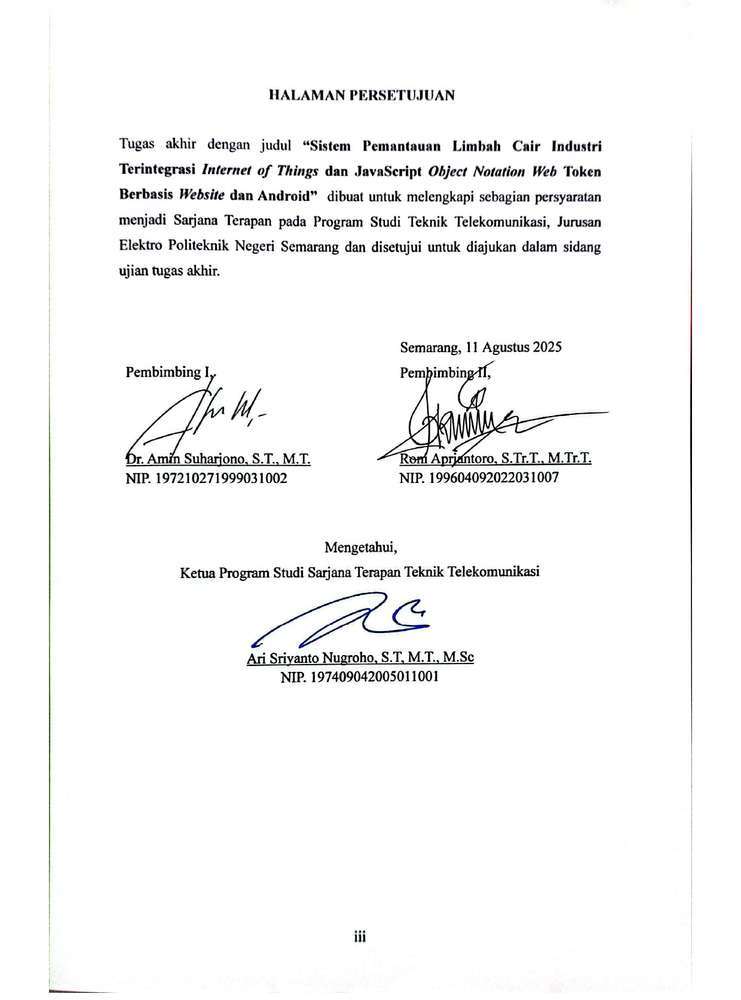 HALAMAN PERSETUJUAN
Tugas akhir dengan judul “Sistem Pemantauan Limbah Cair Industri
Terintegrasi Internet of Things dan JavaScript Object Notation Web Token
Berbasis Website dan Android” dibuat untuk melengkapi sebagian persyaratan
menjadi Sarjana Terapan pada Program Studi Teknik Telekomunikasi, Jurusan
Elektro Politeknik Negeri Semarang dan disetujui untuk diajukan dalam sidang
ujian tugas akhir.
Semarang, 11 Agustus 2025
Pembimbing I,
Pembimbing II,
Dr. Amin Suharjono, S.T., M.T.
Roni Apriantoro, S.Tr.T., M.Tr.T.
NIP. 197210271999031002
NIP. 199604092022031007
Mengetahui,
Ketua Program Studi Sarjana Terapan Teknik Telekomunikasi
Ari Sriyanto Nugroho, S.T, M.T., M.Sc
NIP. 197409042005011001
iii